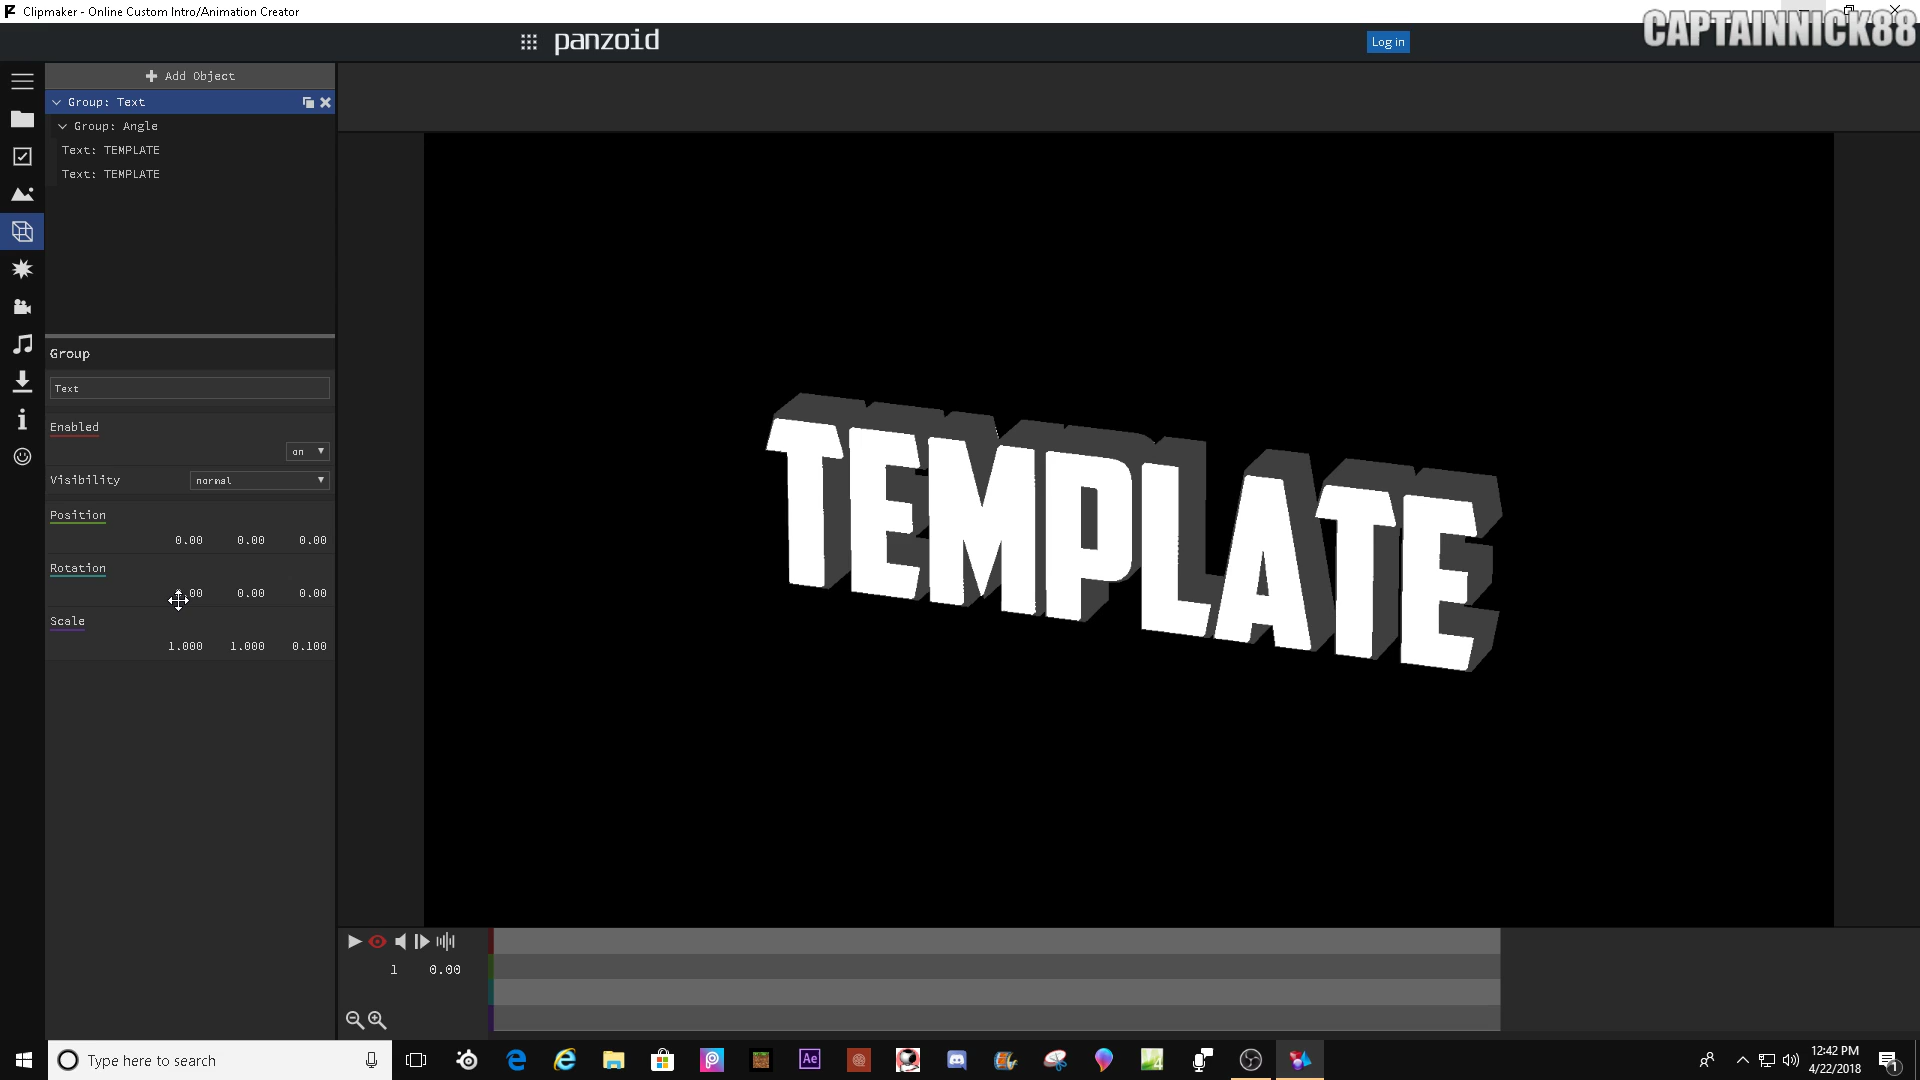 Clipmaker - Online Custom Intro/Animation Creator
CAPTAINNICK88
panzoid
Log in
Add Object
Group: Text
Group: Angle
Text: TEMPLATE
Text: TEMPLATE
Group
Text
Enabled
on
Visibility normal
Position
0.00 0.00 0.00
Rotation
.00 0.00 0.00
Scale
1.000 1.000 0.100
TEMPLATE
1 0.00
Type here to search
Ae
12:42 PM
4/22/2018
1